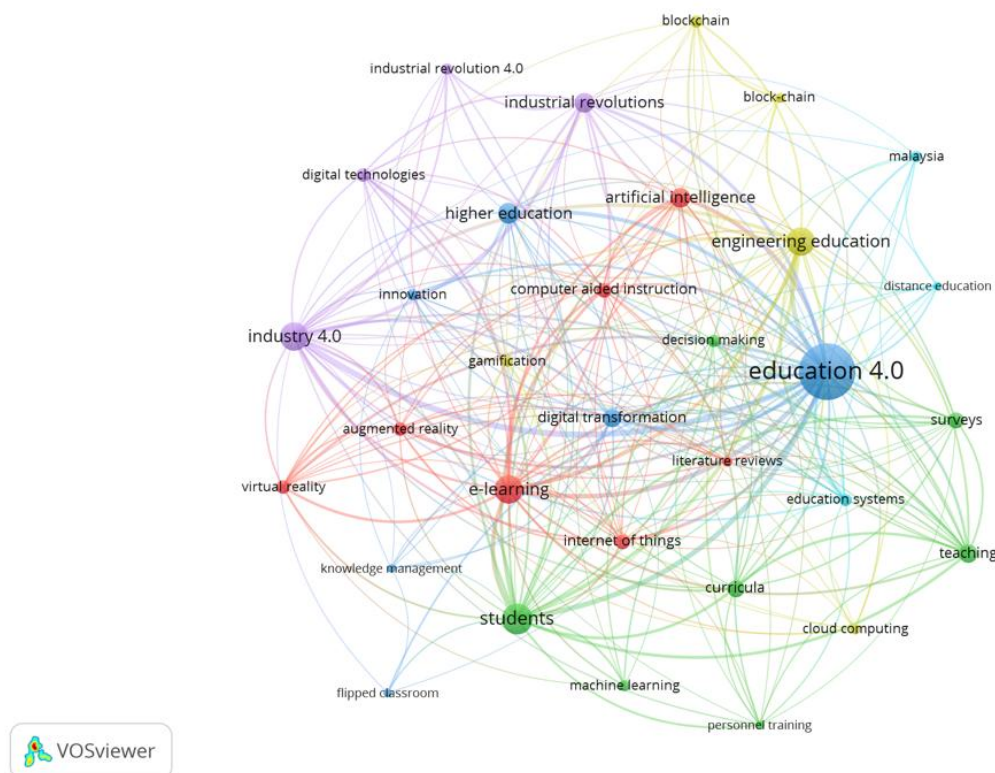 blockchain
industrial revolution 4.0
industrial revolutions
block-chain
malaysia
digital technologies
artificial intelligence
higher education
engineering education
distance education
innovation
computer aided instruction
industry 4.0
decision making
gamification
education 4.0
digital transformation
surveys
augmented reality
literature reviews
virtual reality
e-learning
education systems
internet of things
teaching
knowledge management
curricula
students
cloud computing
machine learning
flipped classroom
personnel training
VOSviewer